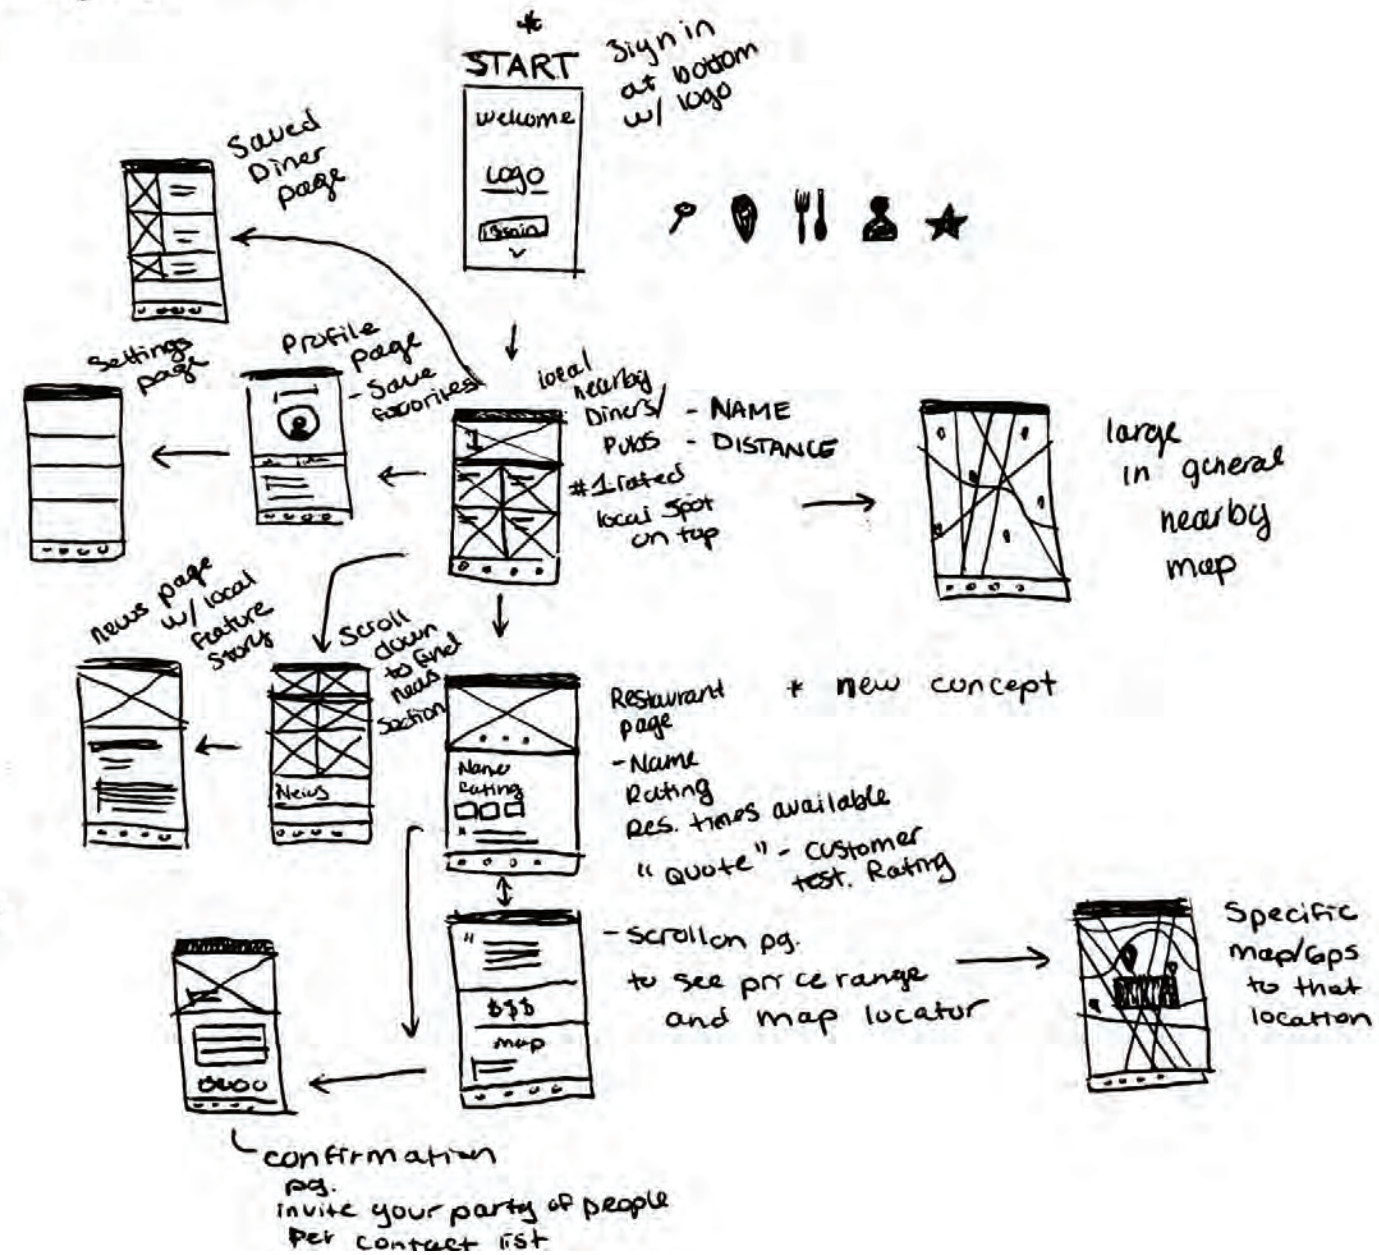 *
START
Sign in
at bottom
w/ logo
welcome
Logo
Saved
Diner
page
Settings
page
Profile
page
- Save
favorites
local
nearby
Diners/
Pubs
- NAME
- DISTANCE
#1 rated
local spot
on top
1
large
in general
nearby
map
news page
w/ local
feature
story
Scroll
down
to find
news
Section
News
Name
Rating
Restaurant
page
* new concept
- Name
Rating
Res. times available
"Quote" - customer
test. Rating
"
$$$
map
- scroll on pg.
to see price range
and map locator
Specific
map/GPS
to that
location
confirmation
pg.
invite your party of people
per contact list